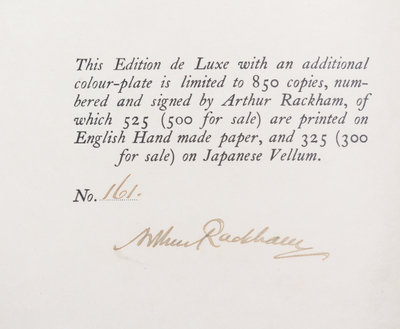 This Edition de Luxe with an additional
colour-plate is limited to 850 copies, num-
bered and signed by Arthur Rackham, of
which 525 (500 for sale) are printed on
English Hand made paper, and 325 (300
for sale) on Japanese Vellum.
No. 161.
Arthur Rackham